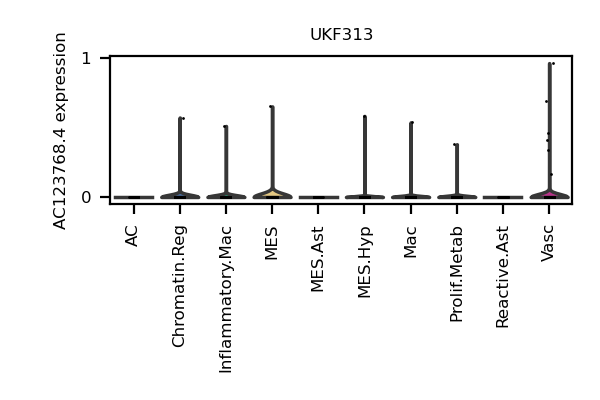 UKF313
AC123768.4 expression
1
0
AC
Chromatin.Reg
Inflammatory.Mac
MES
MES.Ast
MES.Hyp
Mac
Prolif.Metab
Reactive.Ast
Vasc